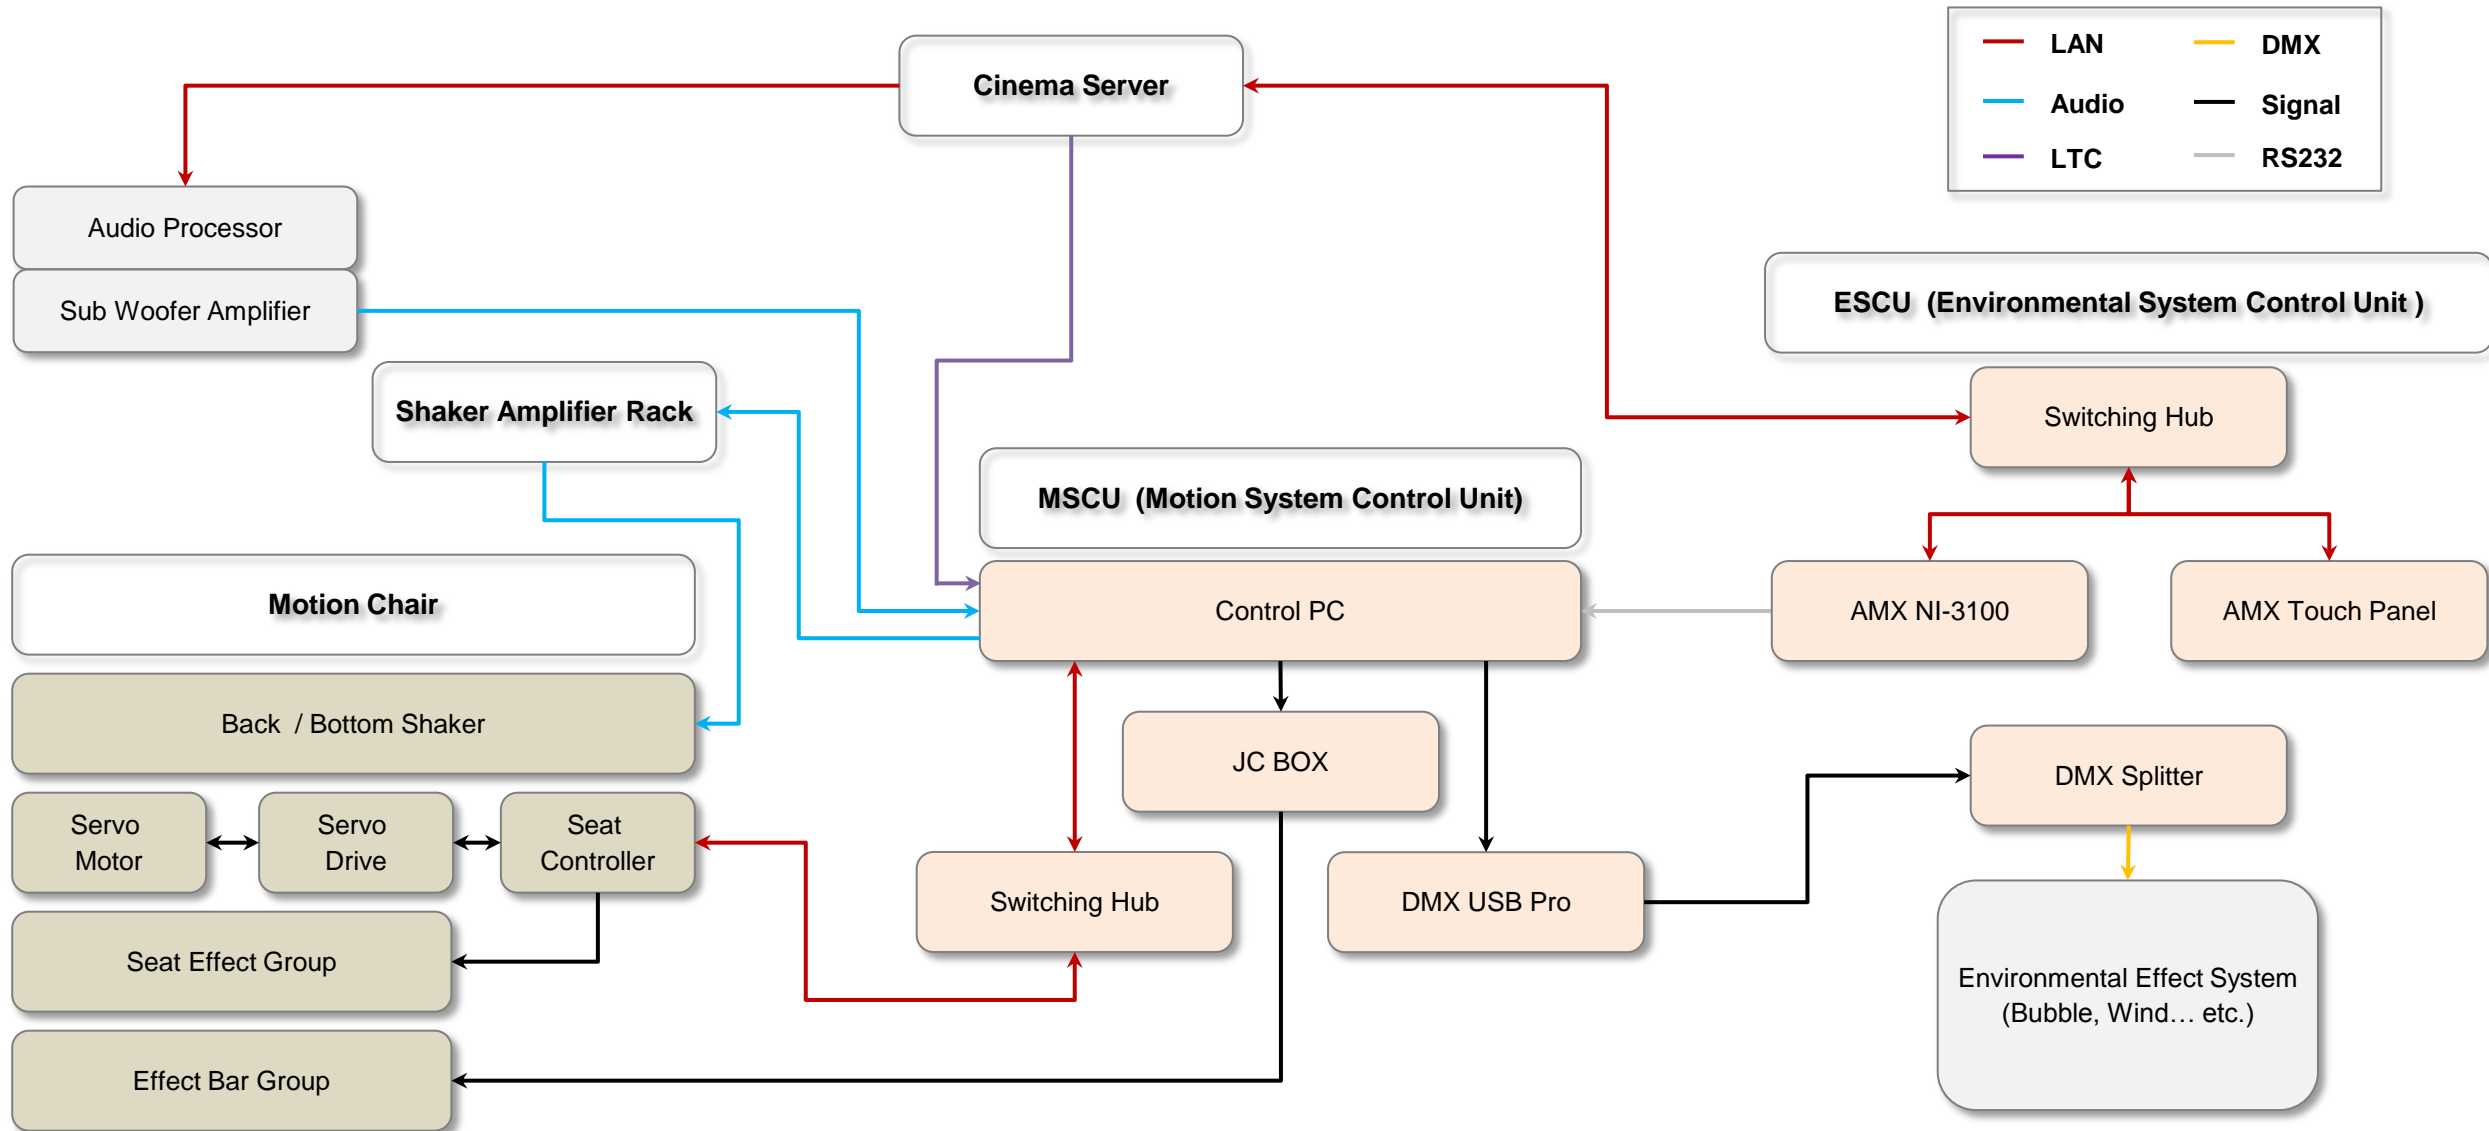 LAN
DMX
Audio
Signal
LTC
RS232
Cinema Server
Audio Processor
Sub Woofer Amplifier
ESCU (Environmental System Control Unit )
Shaker Amplifier Rack
Switching Hub
MSCU (Motion System Control Unit)
Motion Chair
Control PC
AMX NI-3100
AMX Touch Panel
Back / Bottom Shaker
JC BOX
DMX Splitter
Servo
Motor
Servo
Drive
Seat
Controller
Switching Hub
DMX USB Pro
Seat Effect Group
Environmental Effect System
(Bubble, Wind… etc.)
Effect Bar Group